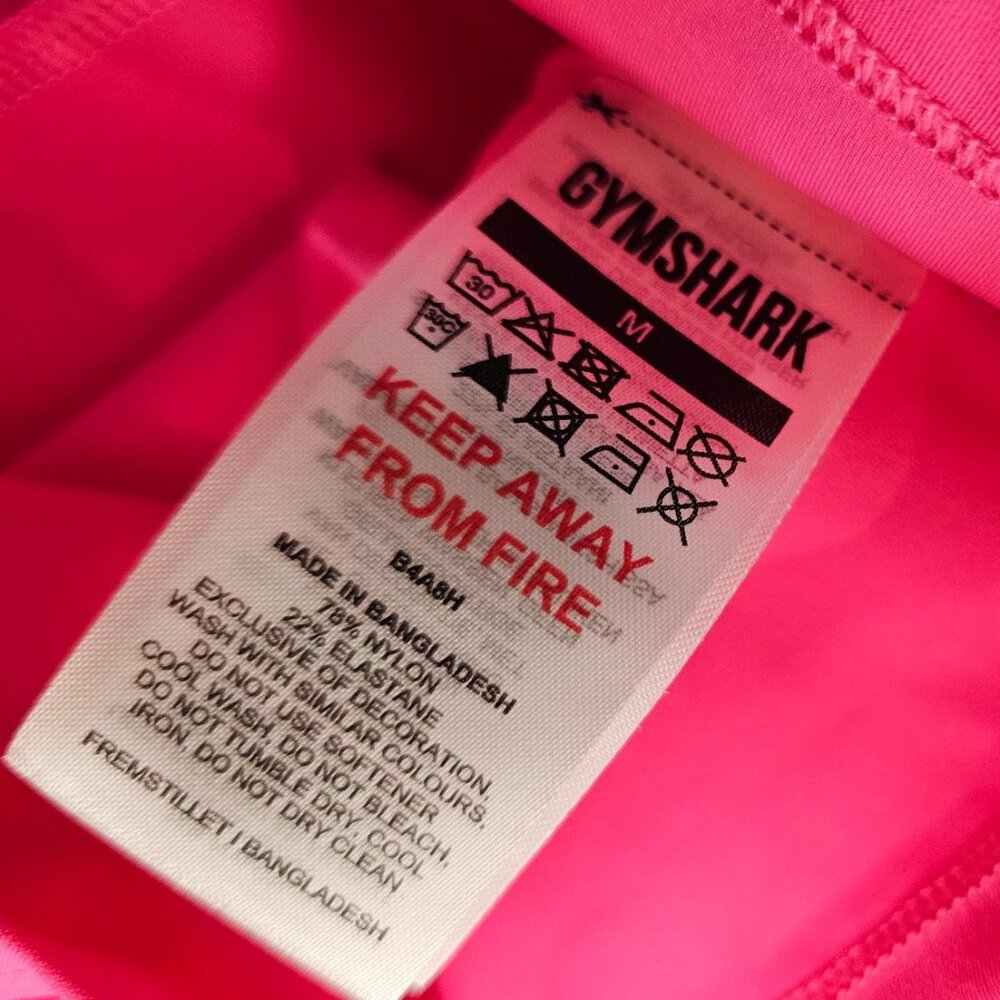 GYMSHARK
M
30
30C
KEEP AWAY
FROM FIRE
B4A8H
MADE IN BANGLADESH
78% NYLON
22% ELASTANE
EXCLUSIVE OF DECORATION,
WASH WITH SIMILAR COLOURS,
DO NOT USE SOFTENER
COOL WASH, DO NOT BLEACH,
DO NOT TUMBLE DRY, COOL
IRON, DO NOT DRY CLEAN
FREMSTILLET I BANGLADESH